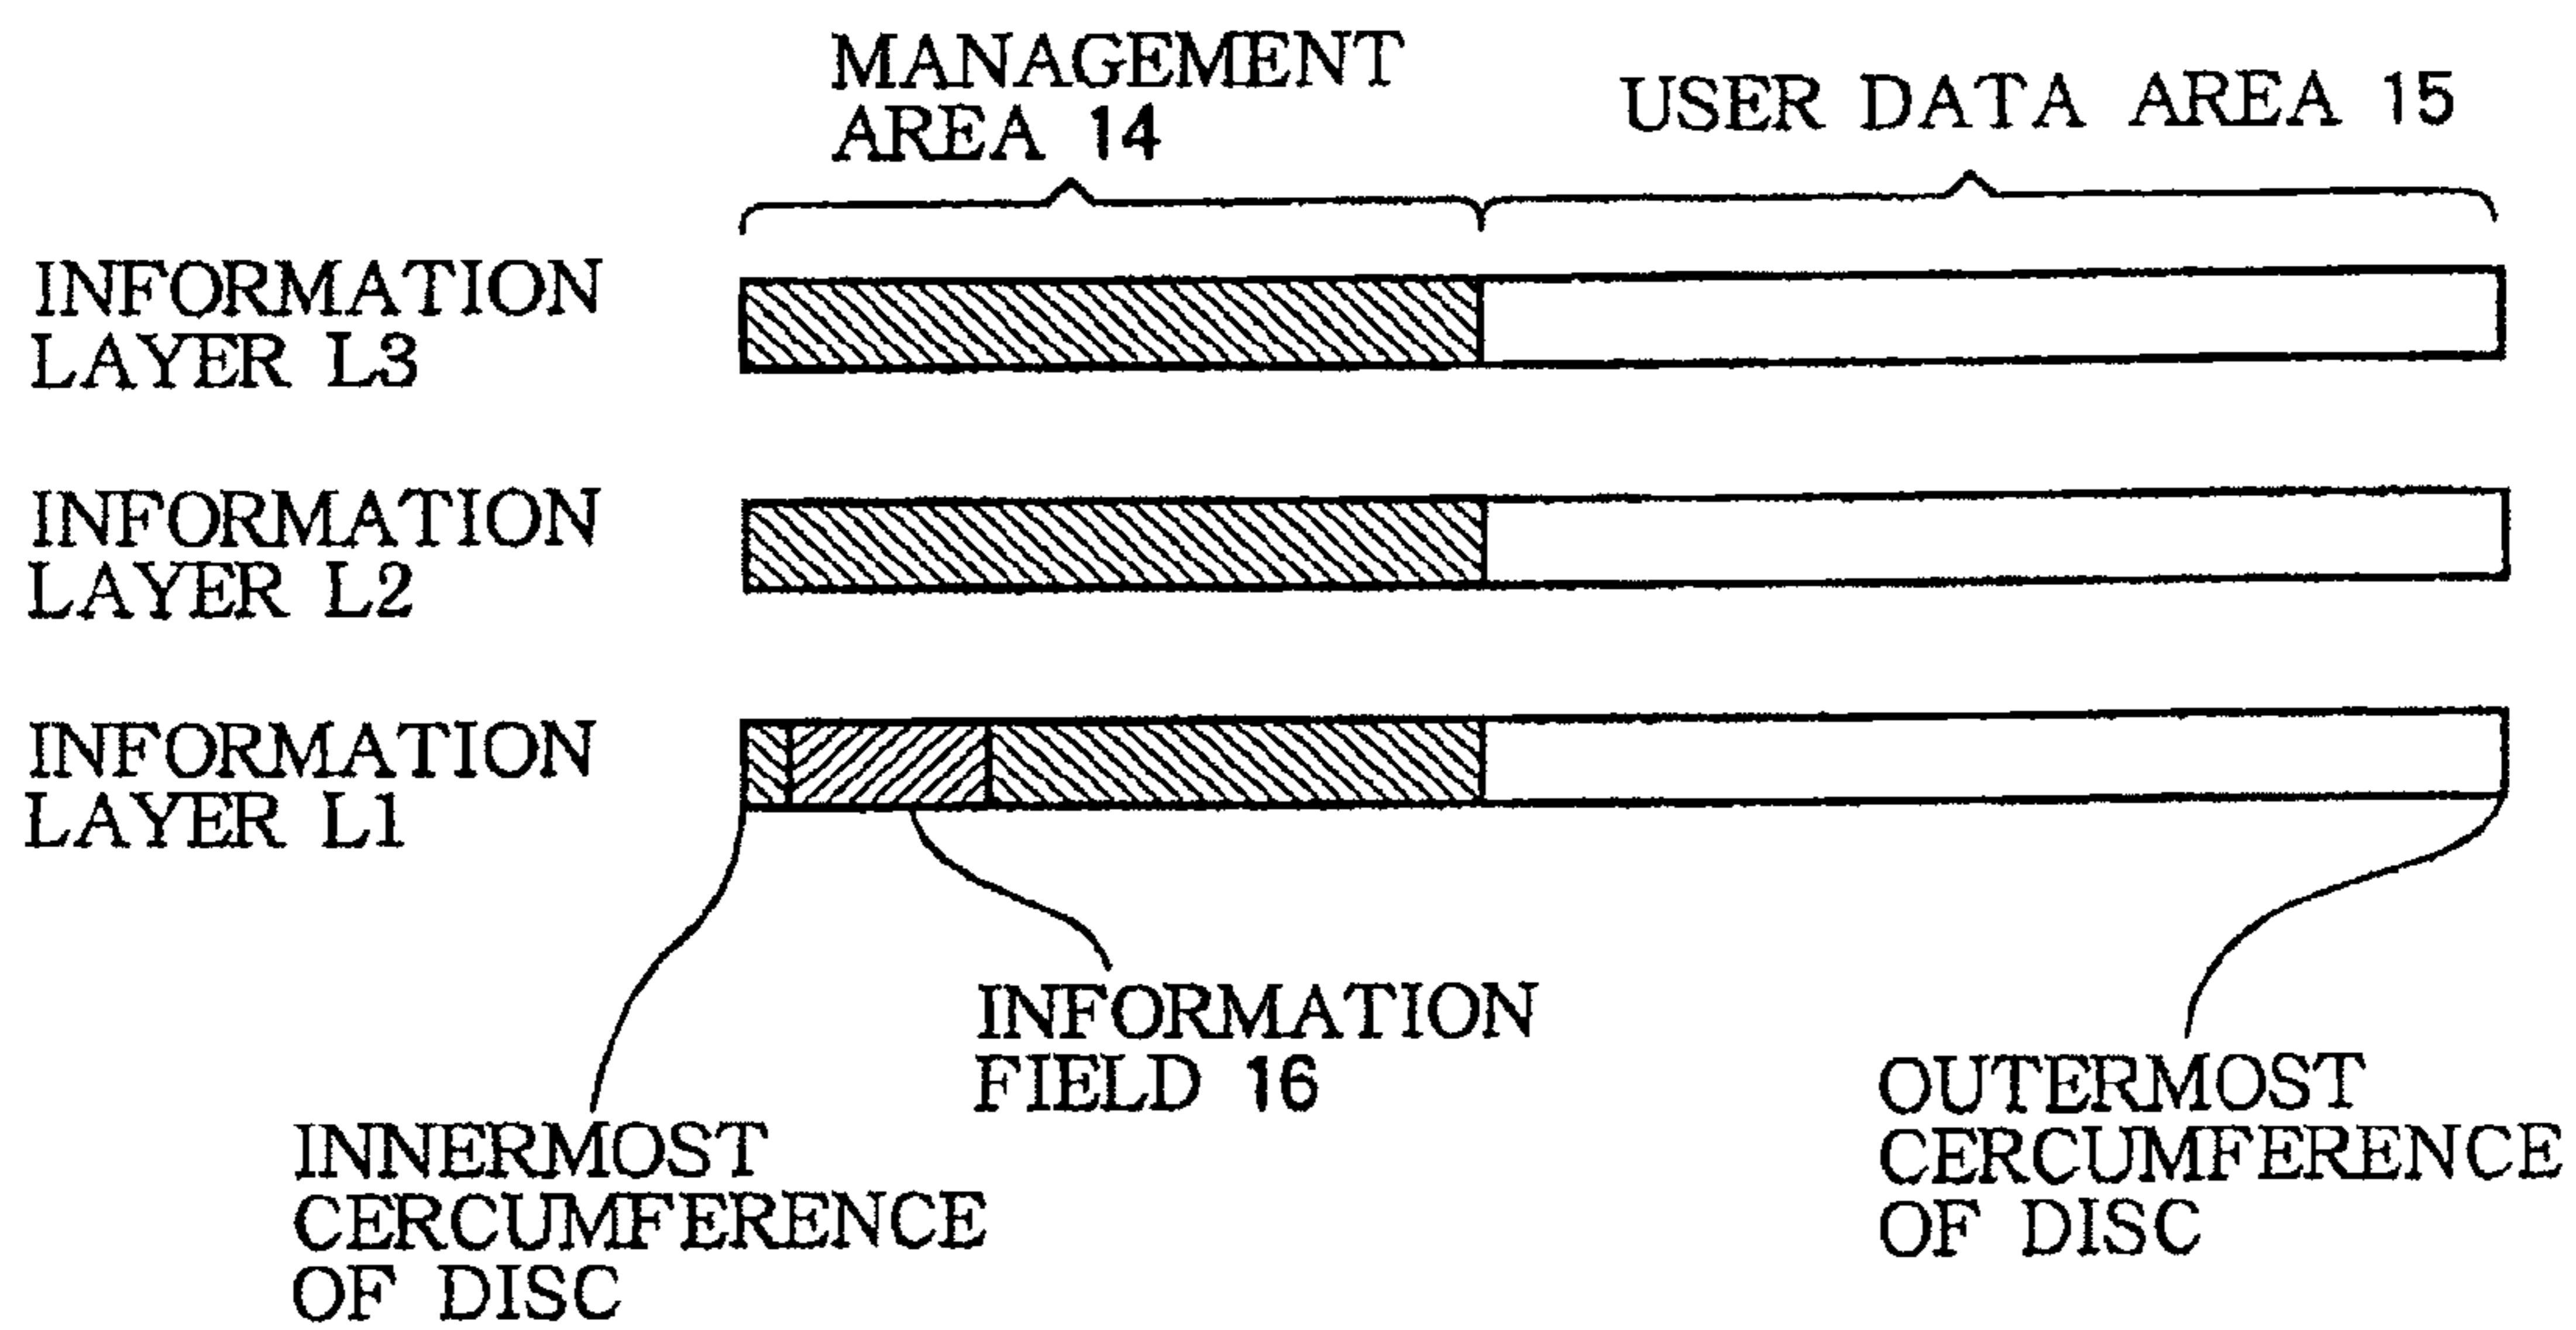 MANAGEMENT
AREA 14
USER DATA AREA 15
INFORMATION
LAYER L3
INFORMATION
LAYER L2
INFORMATION
LAYER L1
INFORMATION
FIELD 16
INNERMOST
CERCUMFERENCE
OF DISC
OUTERMOST
CERCUMFERENCE
OF DISC